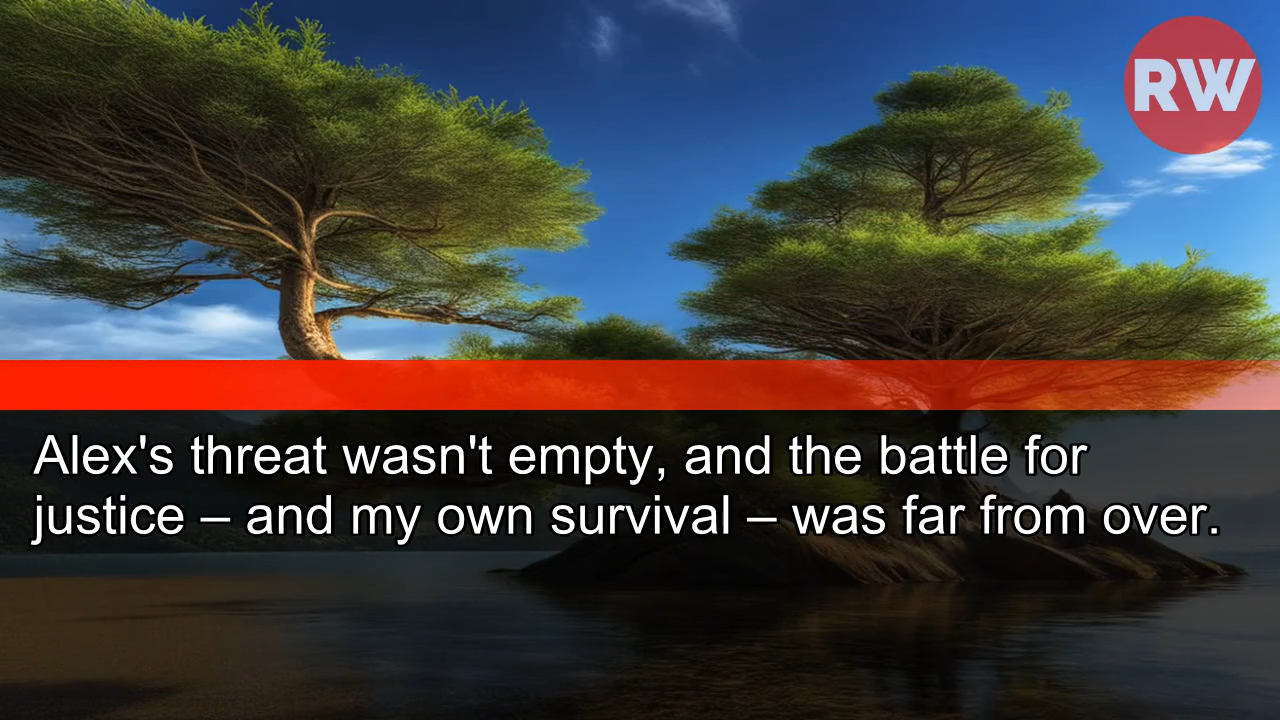 RW
Alex's threat wasn't empty, and the battle for
justice – and my own survival – was far from over.